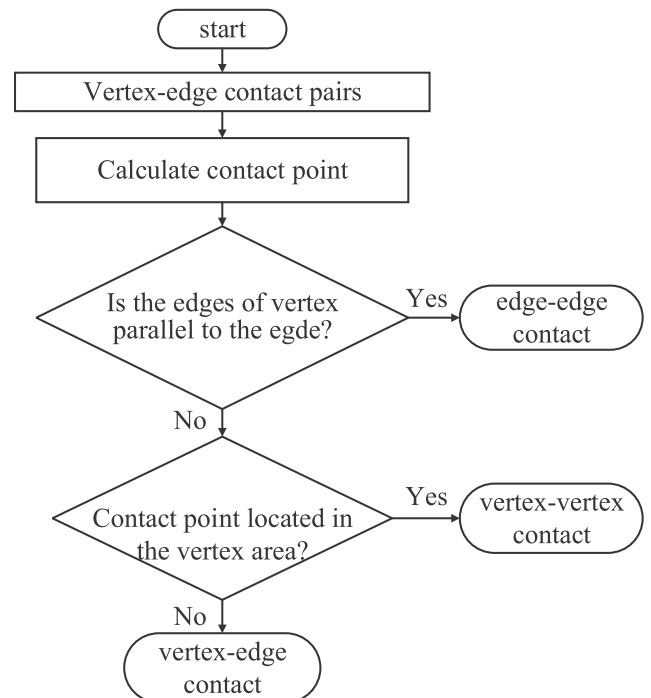 start
Vertex-edge contact pairs
Calculate contact point
Is the edges of vertex
parallel to the egde?
Yes
edge-edge
contact
No
Contact point located in
the vertex area?
Yes
vertex-vertex
contact
No
vertex-edge
contact